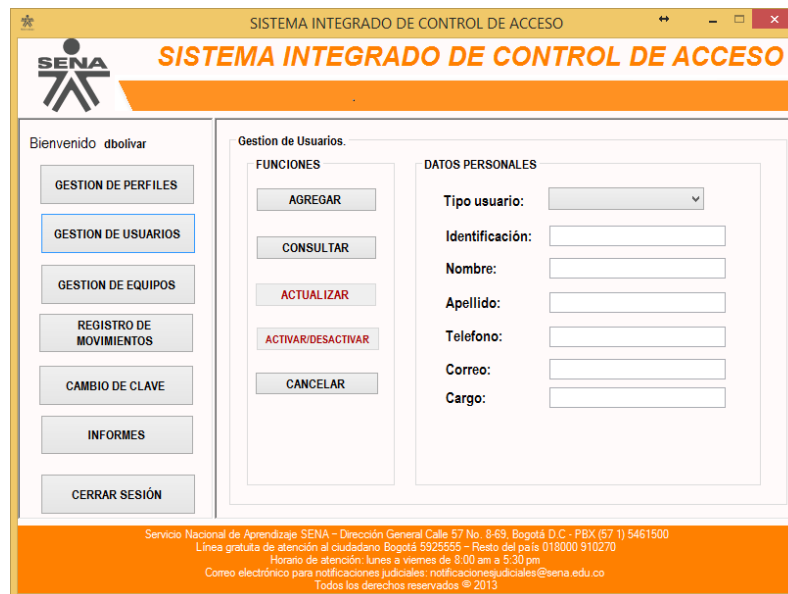 SISTEMA INTEGRADO DE CONTROL DE ACCESO
SENA
SISTEMA INTEGRADO DE CONTROL DE ACCESO
Bienvenido dbolivar
GESTION DE PERFILES
GESTION DE USUARIOS
GESTION DE EQUIPOS
REGISTRO DE
MOVIMIENTOS
CAMBIO DE CLAVE
INFORMES
CERRAR SESIÓN
Gestion de Usuarios.
FUNCIONES
AGREGAR
CONSULTAR
ACTUALIZAR
ACTIVAR/DESACTIVAR
CANCELAR
DATOS PERSONALES
Tipo usuario:
Identificación:
Nombre:
Apellido:
Telefono:
Correo:
Cargo:
Servicio Nacional de Aprendizaje SENA – Dirección General Calle 57 No. 8-69, Bogotá D.C - PBX (57 1) 5461500
Línea gratuita de atención al ciudadano Bogotá 5925555 – Resto del país 018000 910270
Horario de atención: lunes a viernes de 8:00 am a 5:30 pm
Correo electrónico para notificaciones judiciales: notificacionesjudiciales@sena.edu.co
Todos los derechos reservados © 2013